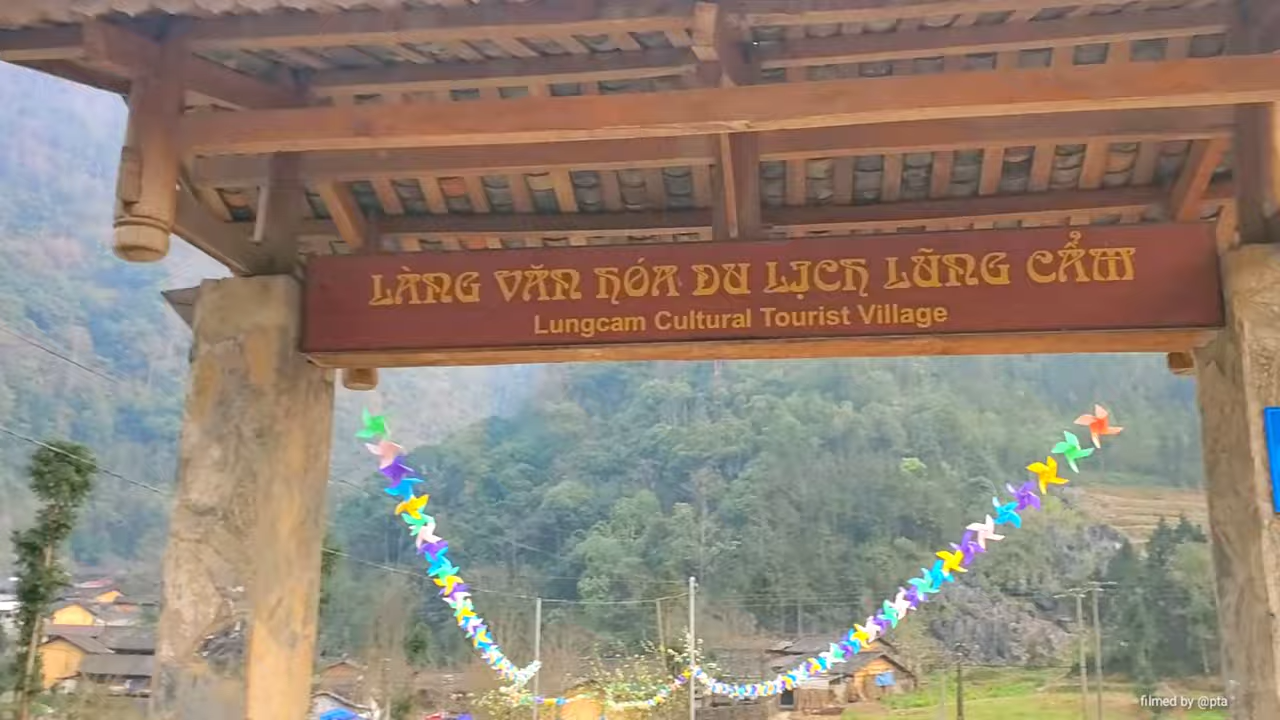 LÀNG VĂN HÓA DU LỊCH LŨNG CẨM
Lungcam Cultural Tourist Village
filmed by @pta